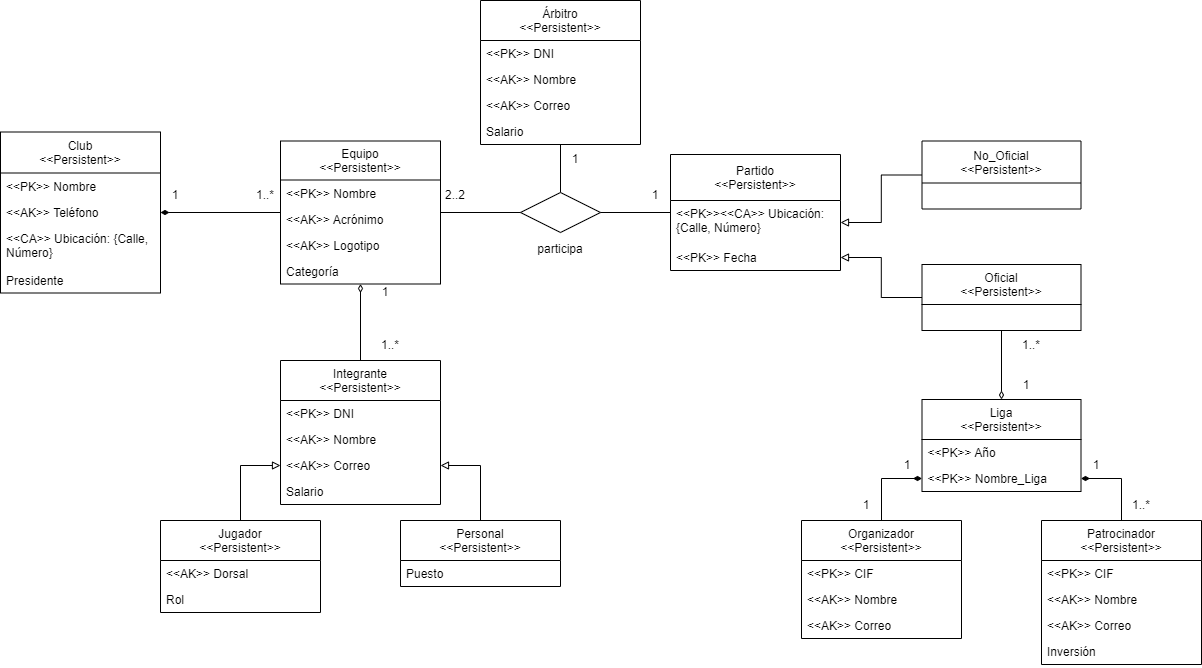 Árbitro
<<Persistent>>
<<PK>> DNI
<<AK>> Nombre
<<AK>> Correo
Salario
Club
<<Persistent>>
<<PK>> Nombre
<<AK>> Teléfono
<<CA>> Ubicación: {Calle,
Número}
Presidente
1
1..*
Equipo
<<Persistent>>
<<PK>> Nombre
<<AK>> Acrónimo
<<AK>> Logotipo
Categoría
2..2
1
participa
1
Partido
<<Persistent>>
<<PK>><<CA>> Ubicación:
{Calle, Número}
<<PK>> Fecha
No_Oficial
<<Persistent>>
Oficial
<<Persistent>>
1
1..*
Integrante
<<Persistent>>
<<PK>> DNI
<<AK>> Nombre
<<AK>> Correo
Salario
Jugador
<<Persistent>>
<<AK>> Dorsal
Rol
Personal
<<Persistent>>
Puesto
1..*
1
Liga
<<Persistent>>
<<PK>> Año
<<PK>> Nombre_Liga
1
1
1
1..*
Organizador
<<Persistent>>
<<PK>> CIF
<<AK>> Nombre
<<AK>> Correo
Patrocinador
<<Persistent>>
<<PK>> CIF
<<AK>> Nombre
<<AK>> Correo
Inversión